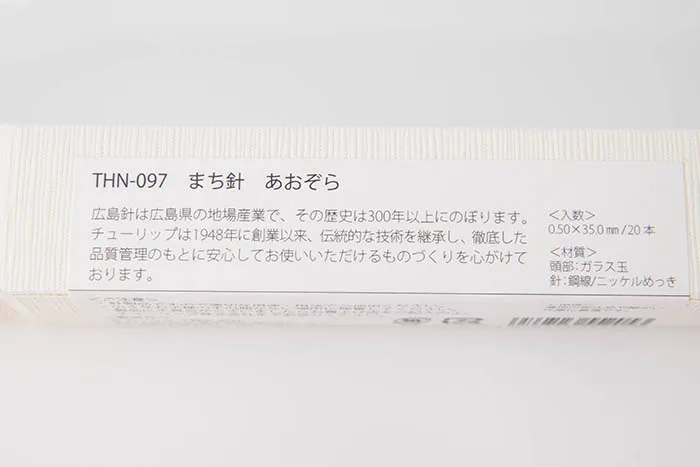 THN-097 まち針 あおぞら
広島針は広島県の地場産業で、その歴史は300年以上にのぼります。
チューリップは1948年に創業以来、伝統的な技術を継承し、徹底した
品質管理のもとに安心してお使いいただけるものづくりを心がけて
おります。
＜入数＞
0.50×35.0㎜/20本
＜材質＞
頭部：ガラス玉
針：鋼線/ニッケルめっき